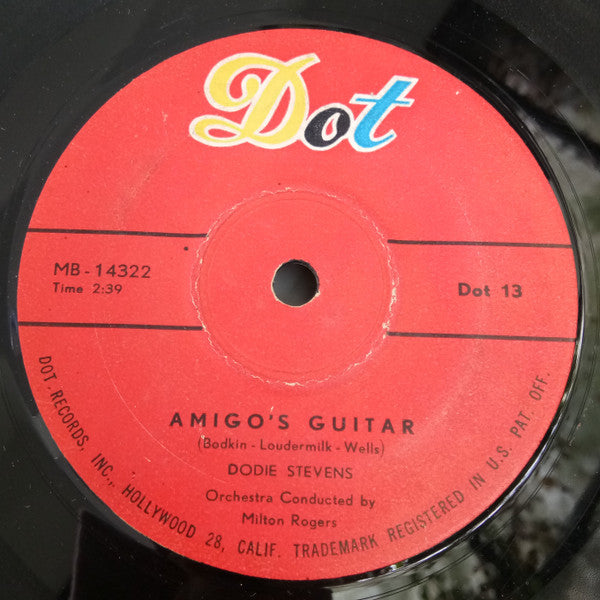 Dot
MB-14322
Time 2:39
Dot 13
AMIGO'S GUITAR
(Bodkin - Loudermilk - Wells)
DODIE STEVENS
Orchestra Conducted by
Milton Rogers
DOT RECORDS, INC., HOLLYWOOD 28, CALIF. TRADEMARK REGISTERED IN U.S. PAT. OFF.